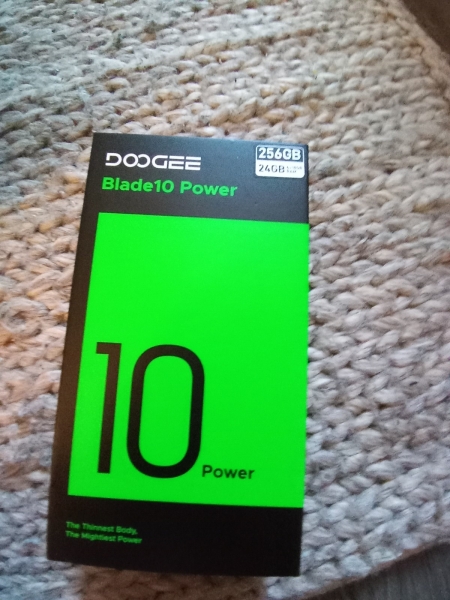 DOOGEE
256GB
24GB
Blade10 Power
10
Power
The Thinnest Body,
The Mightiest Power